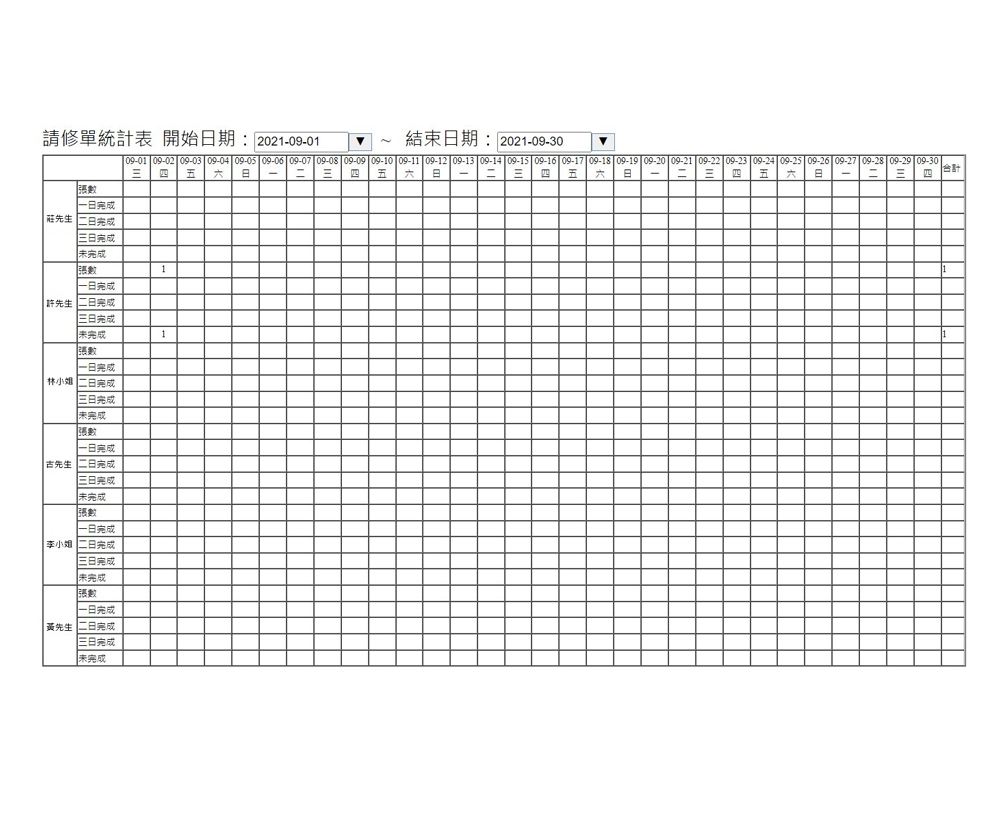 請修單統計表 開始日期：2021-09-01 ▼ ～ 結束日期：2021-09-30 ▼
09-01 09-02 09-03 09-04 09-05 09-06 09-07 09-08 09-09 09-10 09-11 09-12 09-13 09-14 09-15 09-16 09-17 09-18 09-19 09-20 09-21 09-22 09-23 09-24 09-25 09-26 09-27 09-28 09-29 09-30 合計
三 四 五 六 日 一 二 三 四 五 六 日 一 二 三 四 五 六 日 一 二 三 四 五 六 日 一 二 三 四
莊先生
張數
一日完成
二日完成
三日完成
未完成
許先生
張數 1 1
一日完成
二日完成
三日完成
未完成 1 1
林小姐
張數
一日完成
二日完成
三日完成
未完成
古先生
張數
一日完成
二日完成
三日完成
未完成
李小姐
張數
一日完成
二日完成
三日完成
未完成
黃先生
張數
一日完成
二日完成
三日完成
未完成